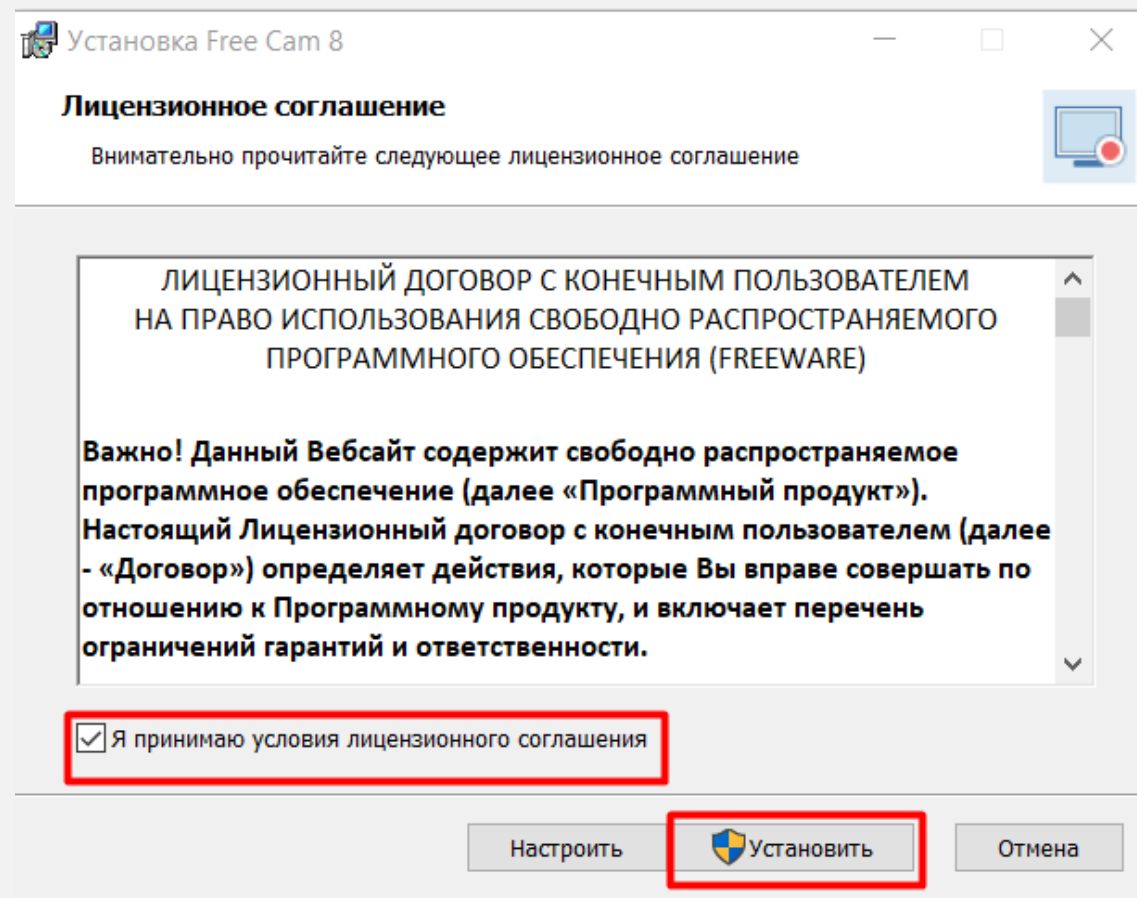 Установка Free Cam 8
Лицензионное соглашение
Внимательно прочитайте следующее лицензионное соглашение
ЛИЦЕНЗИОННЫЙ ДОГОВОР С КОНЕЧНЫМ ПОЛЬЗОВАТЕЛЕМ
НА ПРАВО ИСПОЛЬЗОВАНИЯ СВОБОДНО РАСПРОСТРАНЯЕМОГО
ПРОГРАММНОГО ОБЕСПЕЧЕНИЯ (FREEWARE)
Важно! Данный Вебсайт содержит свободно распространяемое
программное обеспечение (далее «Программный продукт»).
Настоящий Лицензионный договор с конечным пользователем (далее
- «Договор») определяет действия, которые Вы вправе совершать по
отношению к Программному продукту, и включает перечень
ограничений гарантий и ответственности.
Я принимаю условия лицензионного соглашения
Настроить Установить Отмена